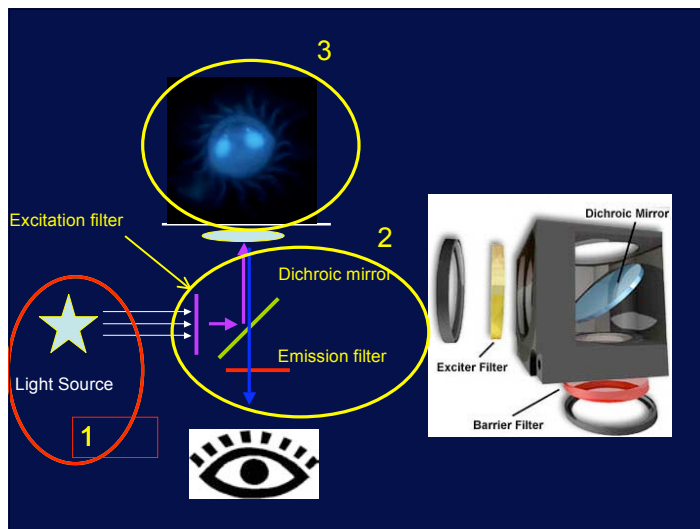 3
Excitation filter
2
Dichroic mirror
Emission filter
Light Source
1
Dichroic Mirror
Exciter Filter
Barrier Filter